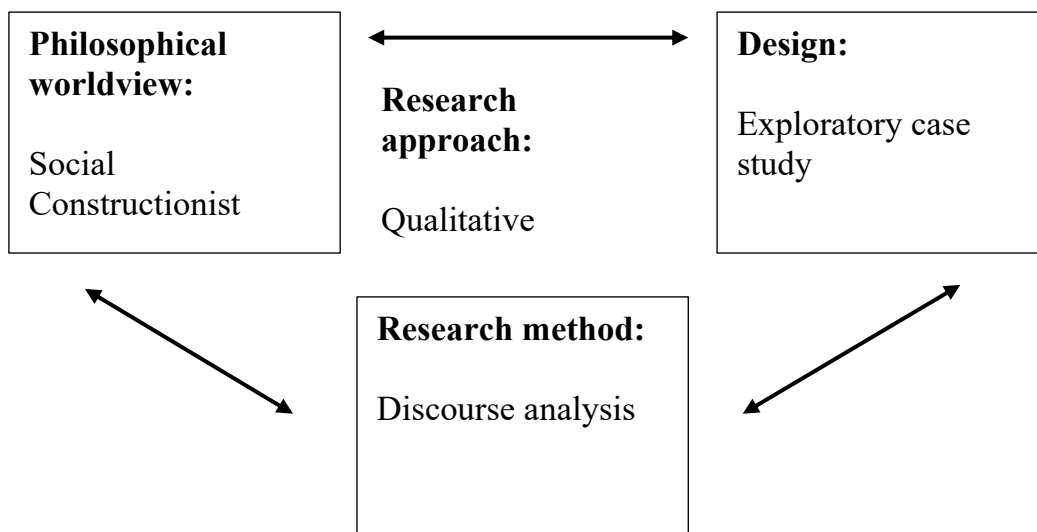 Philosophical
worldview:
Social
Constructionist
Research
approach:
Qualitative
Design:
Exploratory case
study
Research method:
Discourse analysis